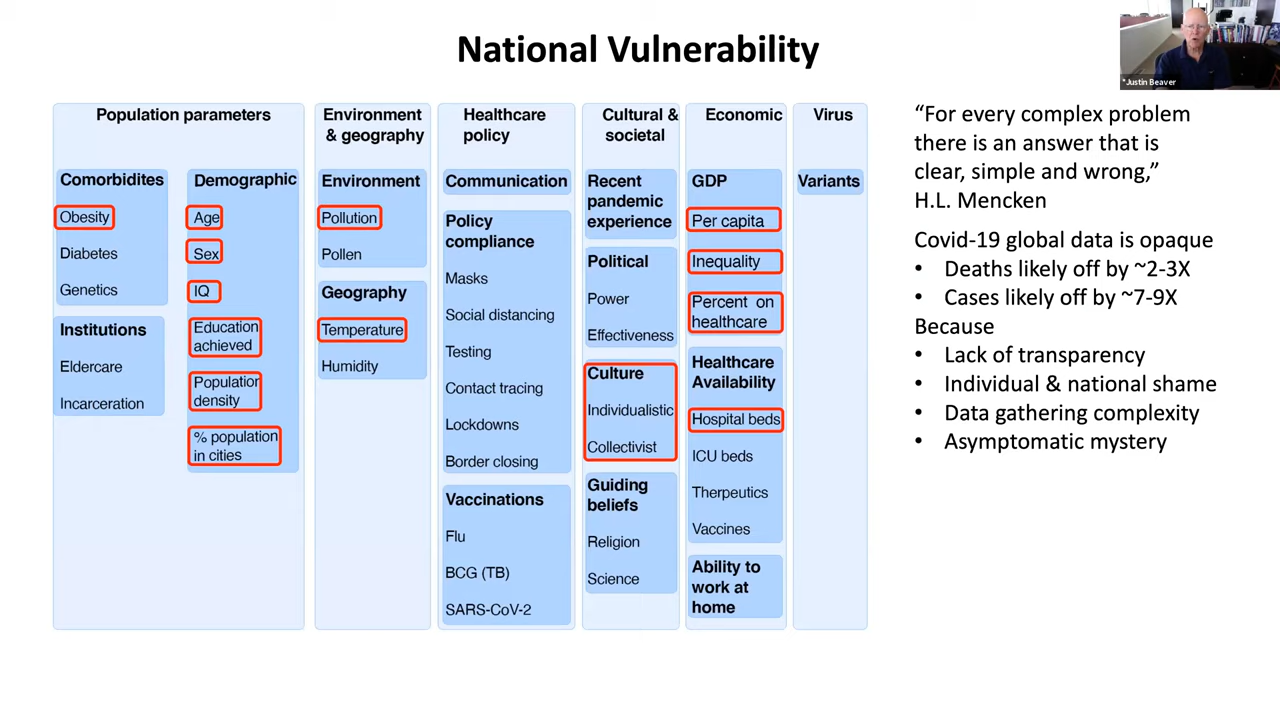 National Vulnerability
*Justin Beaver
Population parameters
Comorbidites
Obesity
Diabetes
Genetics
Institutions
Eldercare
Incarceration
Demographic
Age
Sex
IQ
Education
achieved
Population
density
% population
in cities
Environment
& geography
Environment
Pollution
Pollen
Geography
Temperature
Humidity
Healthcare
policy
Communication
Policy
compliance
Masks
Social distancing
Testing
Contact tracing
Lockdowns
Border closing
Vaccinations
Flu
BCG (TB)
SARS-CoV-2
Cultural &
societal
Recent
pandemic
experience
Political
Power
Effectiveness
Culture
Individualistic
Collectivist
Guiding
beliefs
Religion
Science
Economic
GDP
Per capita
Inequality
Percent on
healthcare
Healthcare
Availability
Hospital beds
ICU beds
Therpeutics
Vaccines
Ability to
work at
home
Virus
Variants
“For every complex problem
there is an answer that is
clear, simple and wrong,”
H.L. Mencken
Covid-19 global data is opaque
• Deaths likely off by ~2-3X
• Cases likely off by ~7-9X
Because
• Lack of transparency
• Individual & national shame
• Data gathering complexity
• Asymptomatic mystery